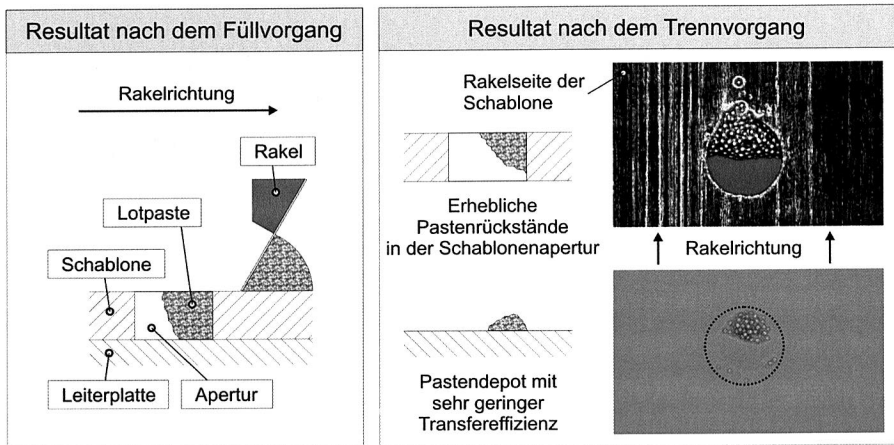 Resultat nach dem Füllvorgang
Rakelrichtung
Rakel
Lotpaste
Schablone
Leiterplatte
Apertur
Resultat nach dem Trennvorgang
Rakelseite der
Schablone
Erhebliche
Pastenrückstände
in der Schablonenapertur
Rakelrichtung
Pastendepot mit
sehr geringer
Transfereffizienz